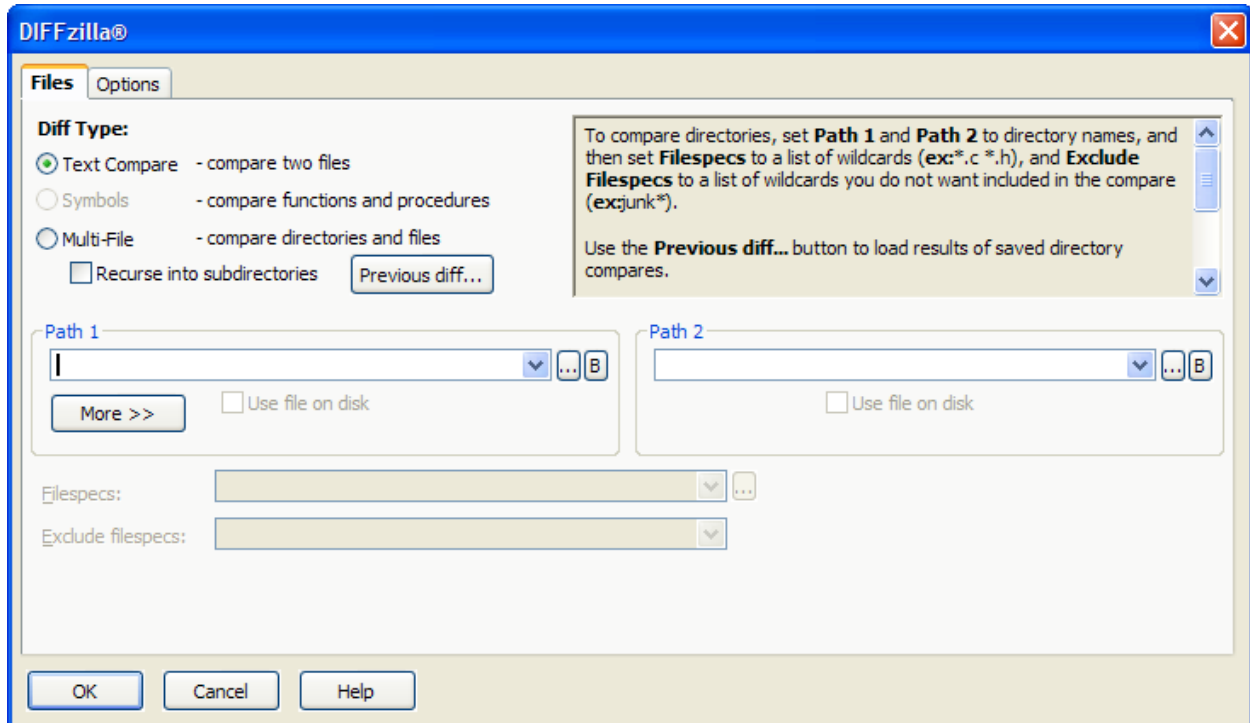 DIFFzilla®
Files Options
Diff Type:
Text Compare - compare two files
Symbols - compare functions and procedures
Multi-File - compare directories and files
Recurse into subdirectories Previous diff...
To compare directories, set Path 1 and Path 2 to directory names, and
then set Filespecs to a list of wildcards (ex:*.c *.h), and Exclude
Filespecs to a list of wildcards you do not want included in the compare
(ex:junk*).
Use the Previous diff... button to load results of saved directory
compares.
Path 1
... B
More >> Use file on disk
Path 2
... B
Use file on disk
Filespecs: ...
Exclude filespecs:
OK Cancel Help